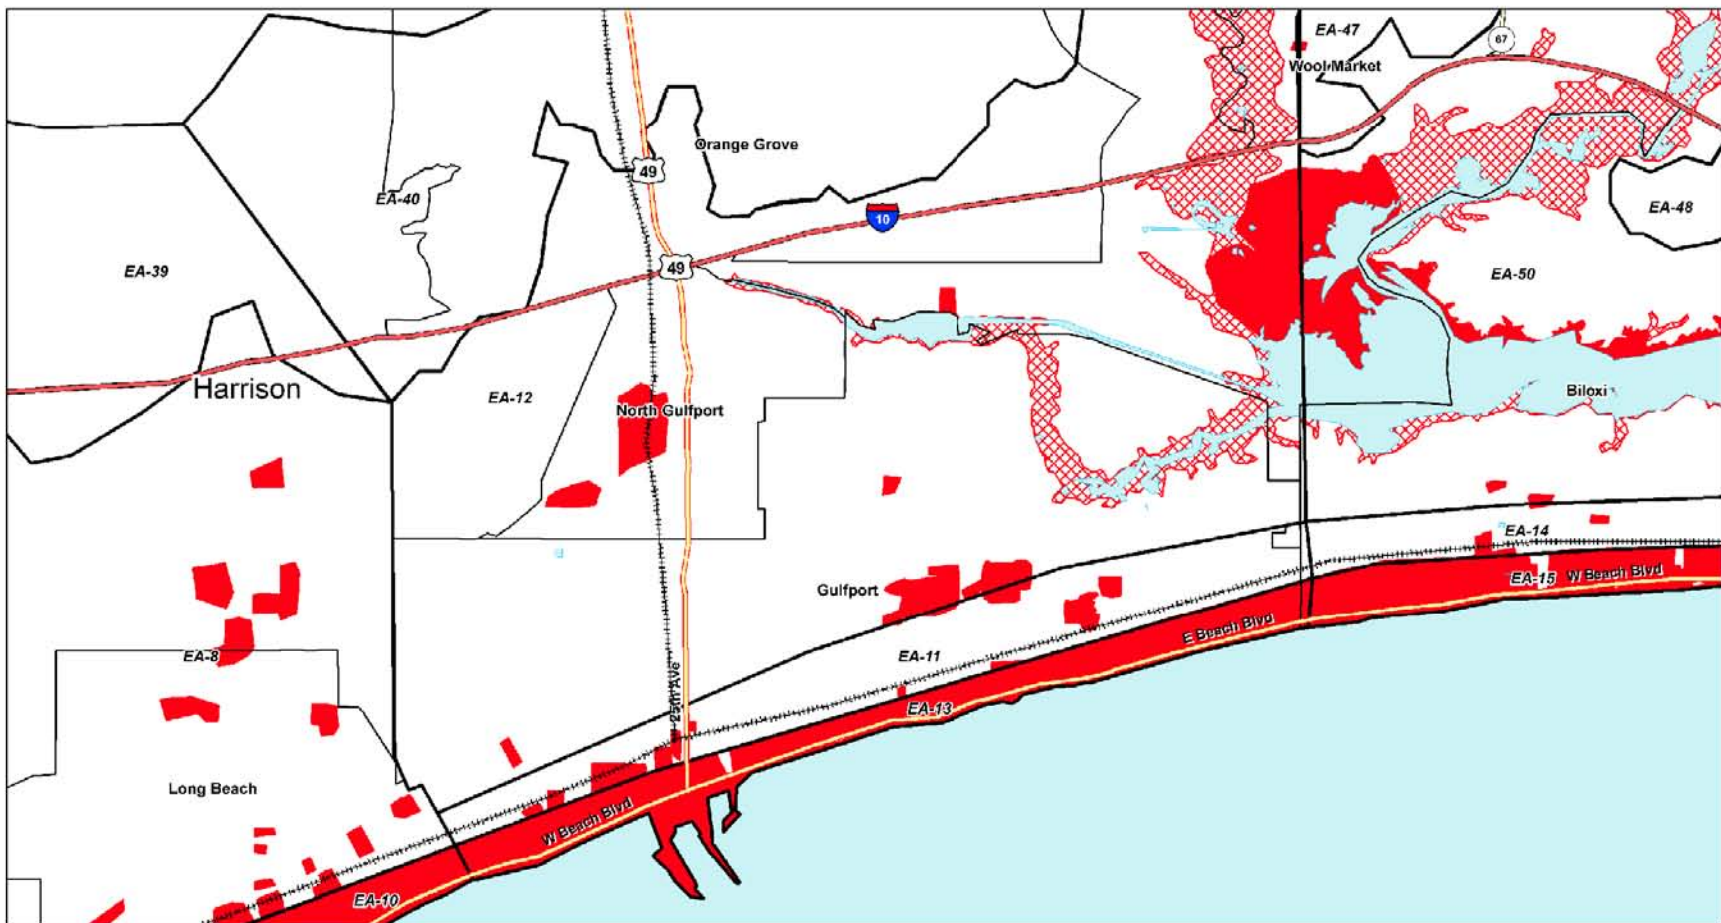 EA-47
67
Wool Market
Orange Grove
49
EA-40
EA-48
10
EA-39
49
EA-50
Harrison
EA-12
North Gulfport
Biloxi
EA-14
EA-15
W Beach Blvd
Gulfport
E Beach Blvd
EA-11
EA-8
25th Ave
EA-13
Long Beach
W Beach Blvd
EA-10